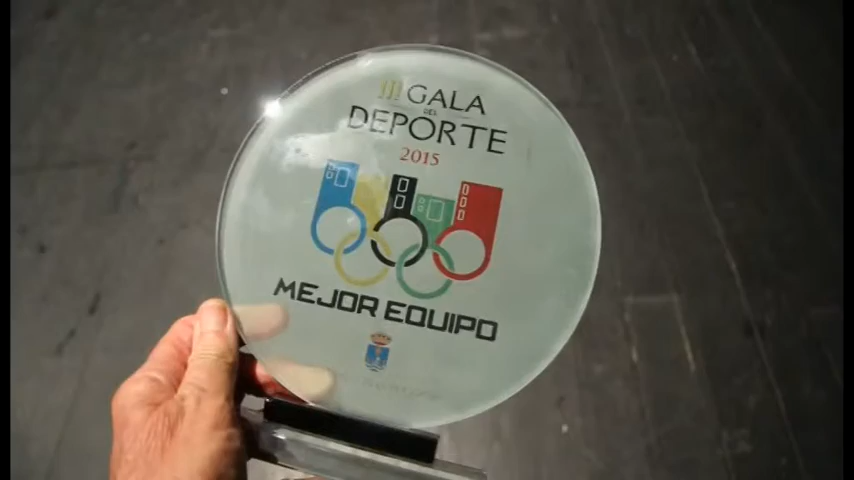 III GALA
DEL
DEPORTE
2015
MEJOR EQUIPO